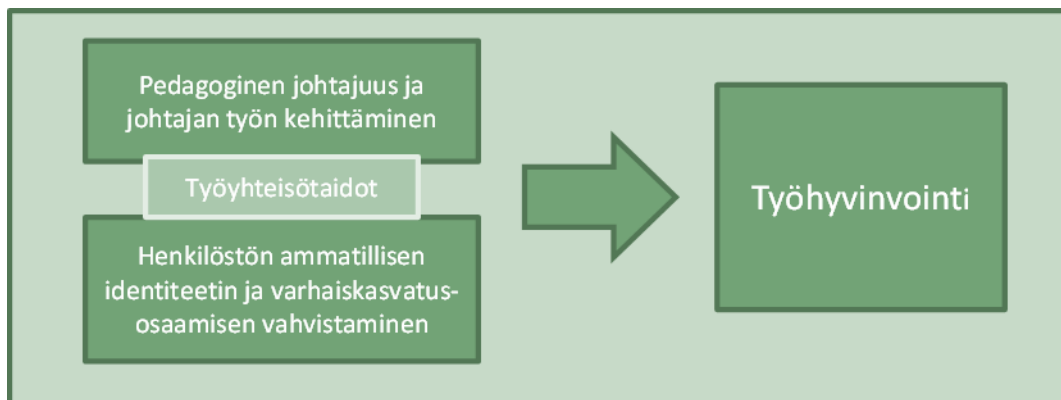 Pedagoginen johtajuus ja
johtajan työn kehittäminen
Työyhteisötaidot
Henkilöstön ammatillisen
identiteetin ja varhaiskasvatus-
osaamisen vahvistaminen
Työhyvinvointi